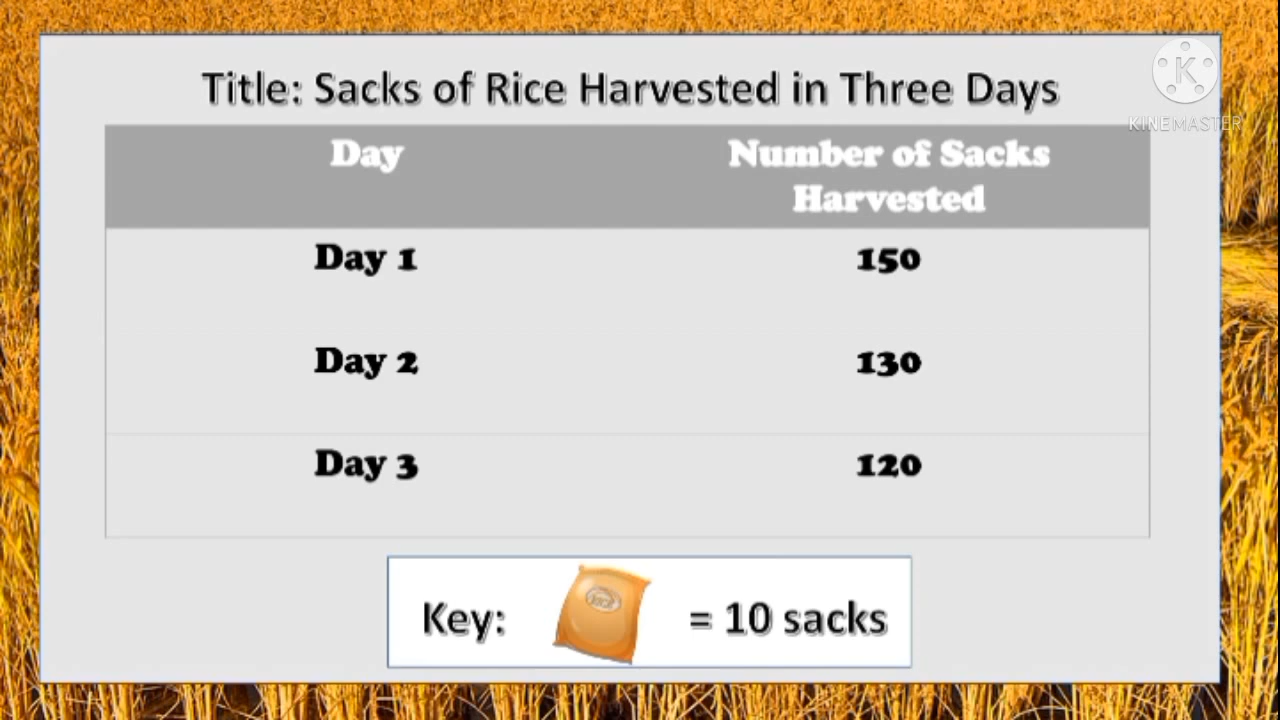 Title: Sacks of Rice Harvested in Three Days
K
KINEMASTER
Day
Number of Sacks
Harvested
Day 1
150
Day 2
130
Day 3
120
Key:
= 10 sacks